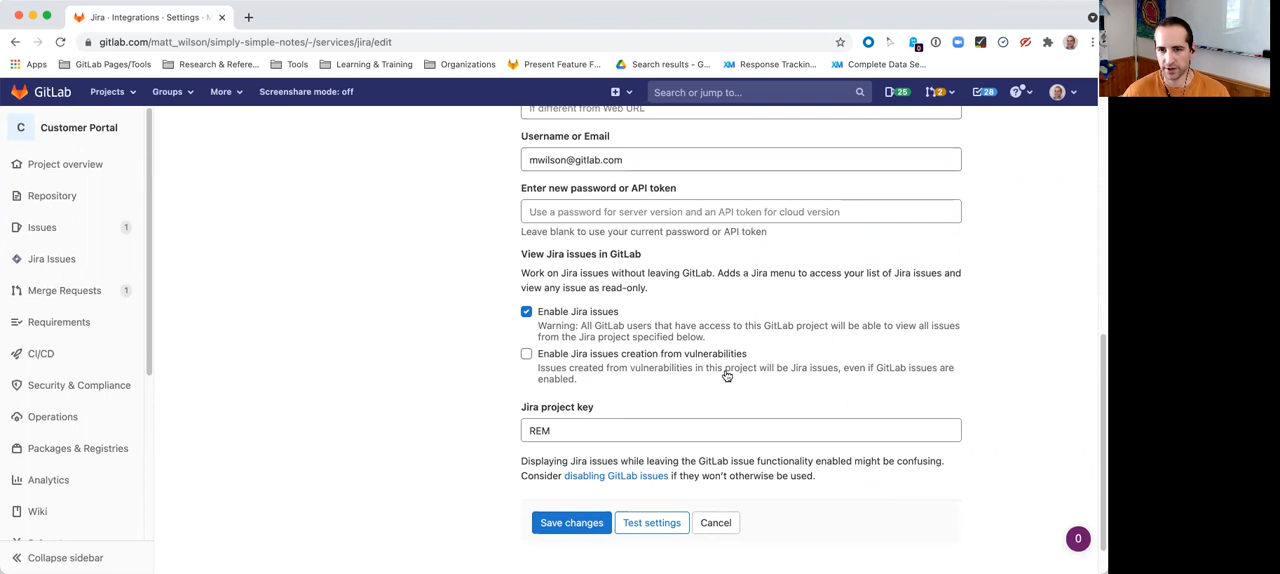 Jira · Integrations · Settings ·
gitlab.com/matt_wilson/simply-simple-notes/-/services/jira/edit
Apps GitLab Pages/Tools Research & Refere... Tools Learning & Training Organizations Present Feature F... Search results - G... Response Trackin... Complete Data Se...
GitLab Projects Groups More Screenshare mode: off Search or jump to... 25 2 28
C Customer Portal
Project overview
Repository
Issues 1
Jira Issues
Merge Requests 1
Requirements
CI/CD
Security & Compliance
Operations
Packages & Registries
Analytics
Wiki
Collapse sidebar
If different from Web URL
Username or Email
mwilson@gitlab.com
Enter new password or API token
Use a password for server version and an API token for cloud version
Leave blank to use your current password or API token
View Jira issues in GitLab
Work on Jira issues without leaving GitLab. Adds a Jira menu to access your list of Jira issues and
view any issue as read-only.
Enable Jira issues
Warning: All GitLab users that have access to this GitLab project will be able to view all issues
from the Jira project specified below.
Enable Jira issues creation from vulnerabilities
Issues created from vulnerabilities in this project will be Jira issues, even if GitLab issues are
enabled.
Jira project key
REM
Displaying Jira issues while leaving the GitLab issue functionality enabled might be confusing.
Consider disabling GitLab issues if they won't otherwise be used.
Save changes Test settings Cancel
0